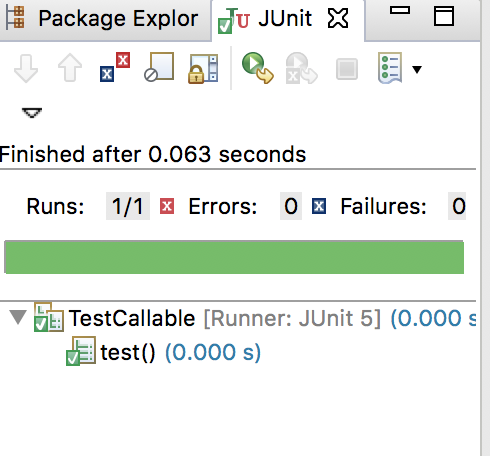 Package Explor JUnit
Finished after 0.063 seconds
Runs: 1/1 Errors: 0 Failures: 0
TestCallable [Runner: JUnit 5] (0.000 s
test() (0.000 s)